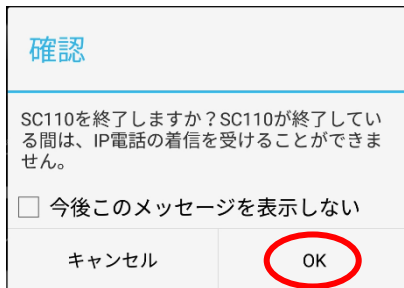 確認
SC110を終了しますか？SC110が終了してい
る間は、IP電話の着信を受けることができま
せん。
今後このメッセージを表示しない
キャンセル
OK